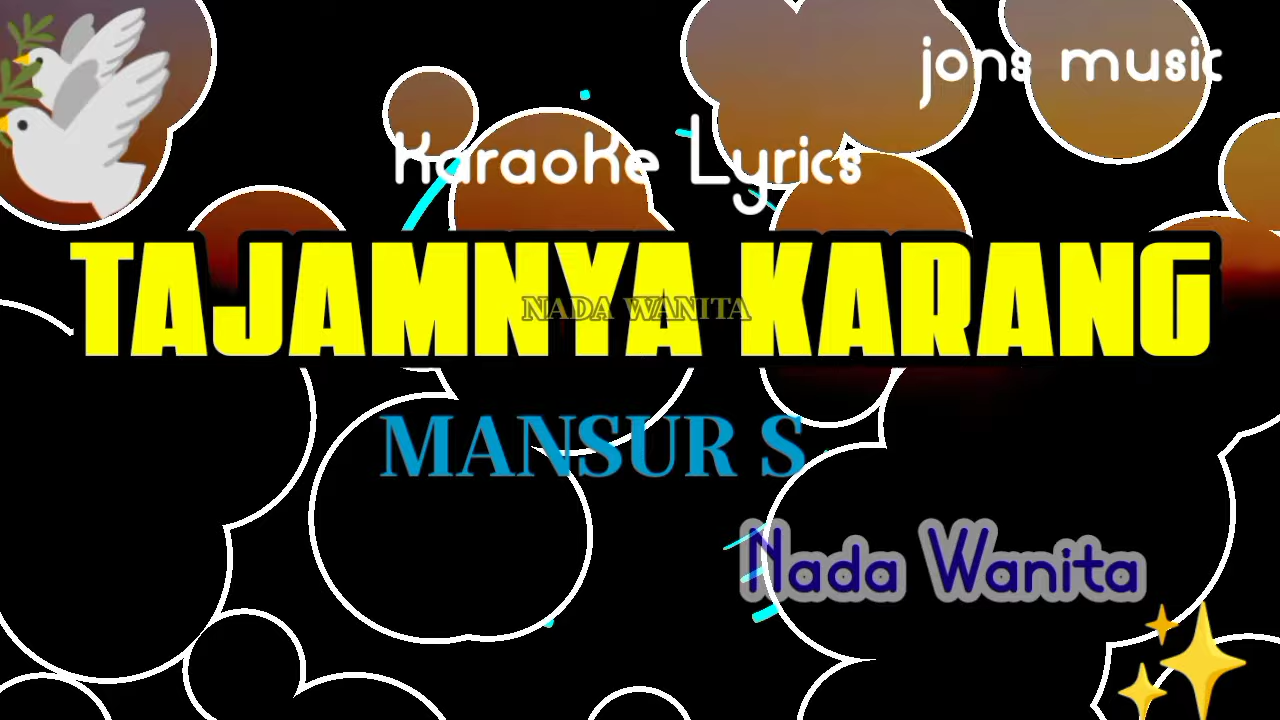 jons music
Karaoke Lyrics
TAJAMNYA KARANG
NADA WANITA
MANSUR S
Nada Wanita